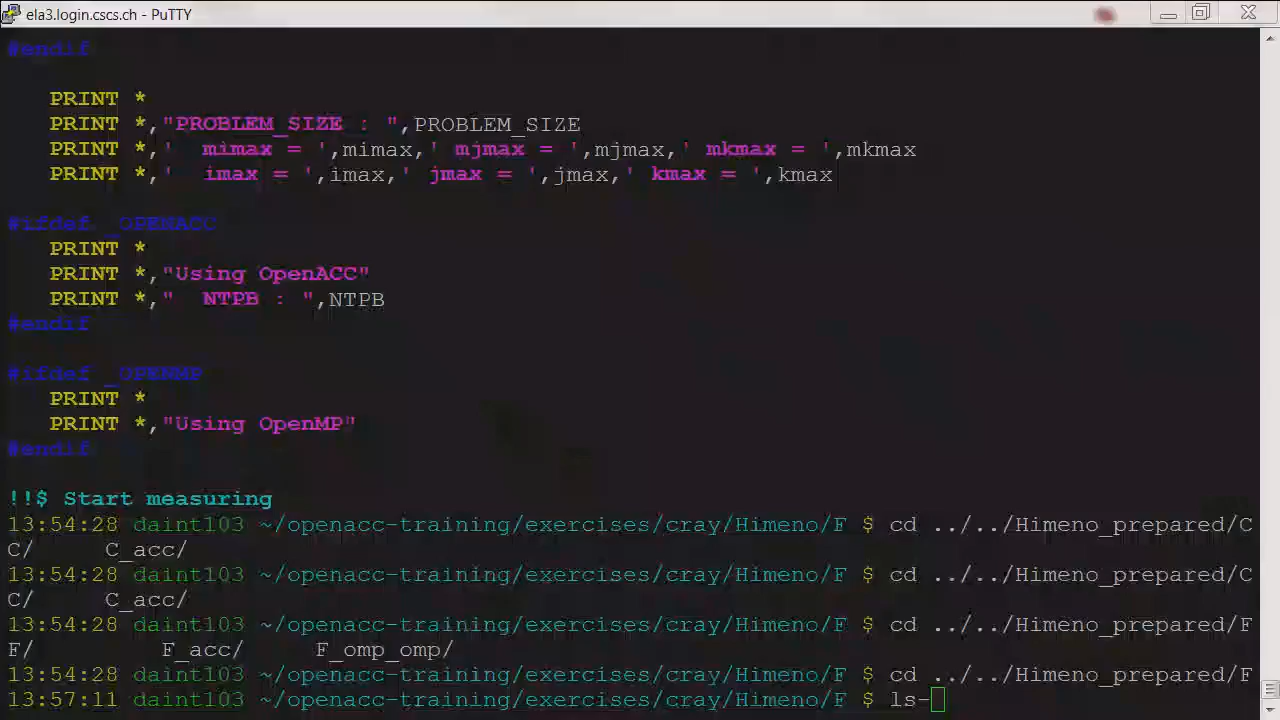 ela3.login.cscs.ch - PuTTY
#endif
PRINT *
PRINT *,"PROBLEM_SIZE : ",PROBLEM_SIZE
PRINT *,'  mimax = ',mimax,' mjmax = ',mjmax,' mkmax = ',mkmax
PRINT *,'  imax = ',imax,' jmax = ',jmax,' kmax = ',kmax
#ifdef _OPENACC
PRINT *
PRINT *,"Using OpenACC"
PRINT *,"  NTPB : ",NTPB
#endif
#ifdef _OPENMP
PRINT *
PRINT *,"Using OpenMP"
#endif
!!$ Start measuring
13:54:28 daint103 ~/openacc-training/exercises/cray/Himeno/F $ cd ../../Himeno_prepared/C
C/     C_acc/
13:54:28 daint103 ~/openacc-training/exercises/cray/Himeno/F $ cd ../../Himeno_prepared/C
C/     C_acc/
13:54:28 daint103 ~/openacc-training/exercises/cray/Himeno/F $ cd ../../Himeno_prepared/F
F/         F_acc/     F_omp_omp/
13:54:28 daint103 ~/openacc-training/exercises/cray/Himeno/F $ cd ../../Himeno_prepared/F
13:57:11 daint103 ~/openacc-training/exercises/cray/Himeno/F $ ls-